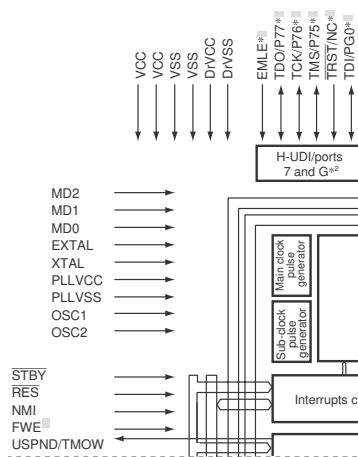 VCC
VCC
VSS
VSS
DrVCC
DrVSS
EMLE*
TDO/P77*
TCK/P76*
TMS/P75*
TRST/NC*
TDI/PG0*
H-UDI/ports
7 and G*2
MD2
MD1
MD0
EXTAL
XTAL
PLLVCC
PLLVSS
OSC1
OSC2
Main clock
pulse
generator
Sub-clock
pulse
generator
STBY
RES
NMI
FWE
USPND/TMOW
Interrupts c